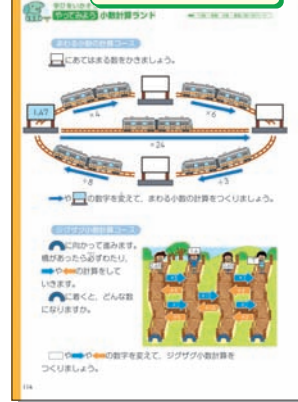 学びをいかそう
やってみよう 小数計算ランド
まわる小数の計算コース
にあてはまる数をかきましょう。
1.47
×4
×6
×24
×8
÷3
➡や の数字を変えて、まわる小数の計算をつくりましょう。
ジグザグ小数計算コース
に向かって進みます。
橋があったら必ずわたり、
➡や⬅の計算をして
いきます。
に着くと、どんな数
になりますか。
や➡や⬅の数字を変えて、ジグザグ小数計算を
つくりましょう。